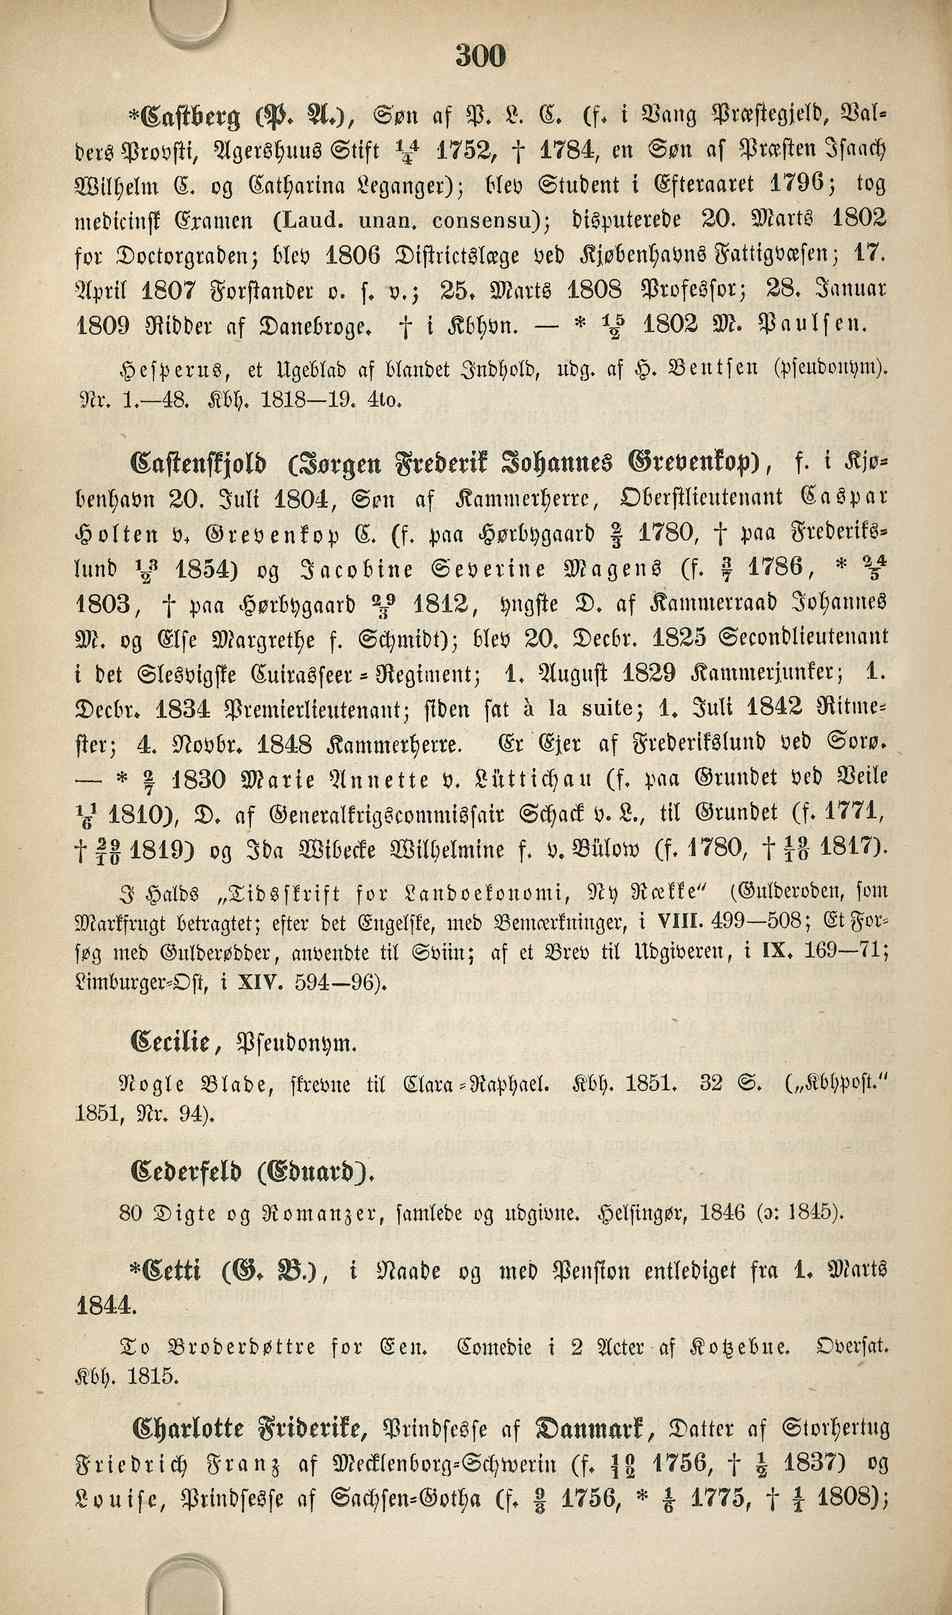 300
*Castberg (P. A.), Søn af P. L. C. (f. i Vang Præstegjeld, Val-
ders Provsti, Agershuus Stift 14/4 1752, † 1784, en Søn af Præsten Isaach
Wilhelm C. og Catharina Leganger); blev Student i Efteraaret 1796; tog
medicinsk Examen (Laud. unan. consensu); disputerede 20. Marts 1802
for Doctorgraden; blev 1806 Districtslæge ved Kjøbenhavns Fattigvæsen; 17.
April 1807 Forstander o. s. v.; 25. Marts 1808 Professor; 28. Januar
1809 Ridder af Danebroge. † i Kbhvn. — * 15/2 1802 M. Paulsen.
Hesperus, et Ugeblad af blandet Indhold, udg. af H. Bentsen (pseudonym).
Nr. 1.—48. Kbh. 1818—19. 4to.
Castenskjold (Jørgen Frederik Johannes Grevenkop), f. i Kjø-
benhavn 20. Juli 1804, Søn af Kammerherre, Oberstlieutenant Caspar
Holten v. Grevenkop C. (f. paa Hørbygaard 2/3 1780, † paa Frederiks-
lund 13/2 1854) og Jacobine Severine Magens (f. 3/7 1786, * 24/5
1803, † paa Hørbygaard 29/3 1812, yngste D. af Kammerraad Johannes
M. og Else Margrethe f. Schmidt); blev 20. Decbr. 1825 Secondlieutenant
i det Slesvigske Cuirasseer-Regiment; 1. August 1829 Kammerjunker; 1.
Decbr. 1834 Premierlieutenant; siden sat à la suite; 1. Juli 1842 Ritme-
ster; 4. Novbr. 1848 Kammerherre. Er Ejer af Frederikslund ved Sorø.
— * 2/7 1830 Marie Annette v. Lüttichau (f. paa Grundet ved Veile
11/6 1810), D. af Generalkrigscommissair Schack v. L., til Grundet (f. 1771,
† 29/10 1819) og Ida Wibecke Wilhelmine f. v. Bülow (f. 1780, † 19/10 1817).
I Halds „Tidsskrift for Landoekonomi, Ny Række“ (Gulderoden, som
Markfrugt betragtet; efter det Engelske, med Bemærkninger, i VIII. 499—508; Et For-
søg med Gulderødder, anvendte til Sviin; af et Brev til Udgiveren, i IX. 169—71;
Limburger-Ost, i XIV. 594—96).
Cecilie, Pseudonym.
Nogle Blade, skrevne til Clara-Raphael. Kbh. 1851. 32 S. („Kbhpost.“
1851, Nr. 94).
Cederfeld (Eduard).
80 Digte og Romanzer, samlede og udgivne. Helsingør, 1846 (ɔ: 1845).
*Cetti (G. B.), i Naade og med Pension entlediget fra 1. Marts
1844.
To Broderdøttre for Een. Comedie i 2 Acter af Kotzebue. Oversat.
Kbh. 1815.
Charlotte Friderike, Prindsesse af Danmark, Datter af Storhertug
Friedrich Franz af Mecklenborg-Schwerin (f. 10/12 1756, † 1/2 1837) og
Louise, Prindsesse af Sachsen-Gotha (f. 9/3 1756, * 1/6 1775, † 1/1 1808);